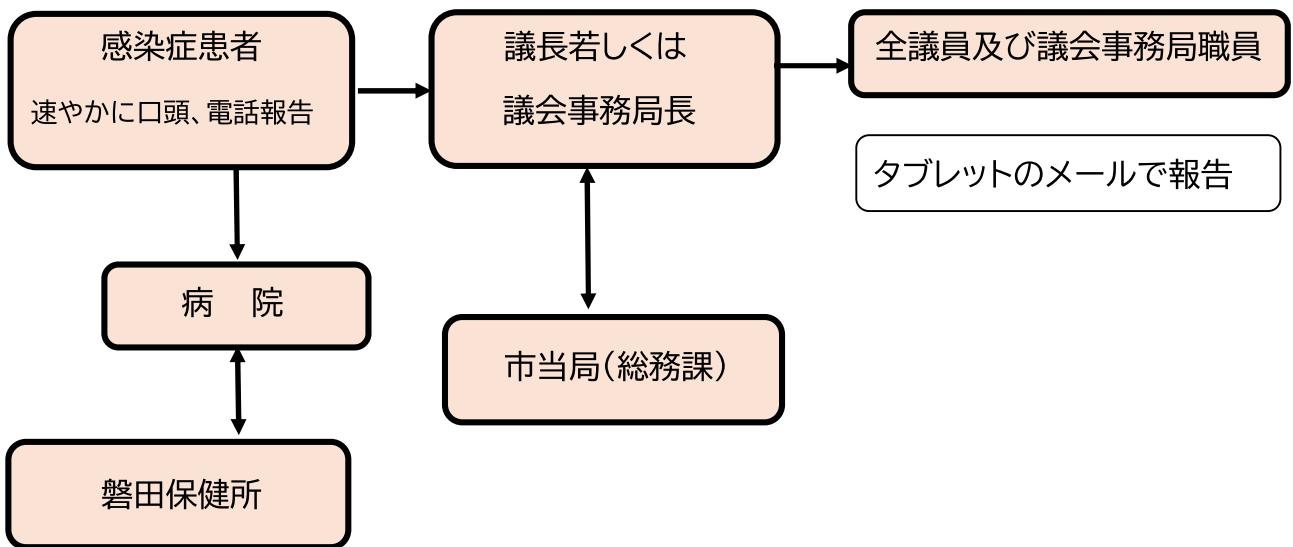 感染症患者
速やかに口頭、電話報告
議長若しくは
議会事務局長
全議員及び議会事務局職員
タブレットのメールで報告
病　院
市当局(総務課)
磐田保健所